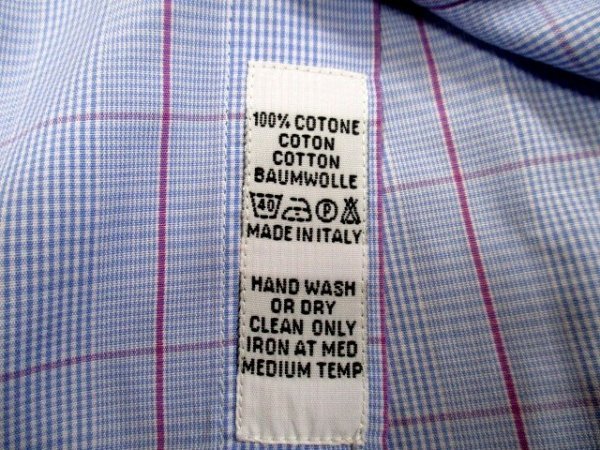 100% COTONE
COTON
COTTON
BAUMWOLLE
40 P
MADE IN ITALY
HAND WASH
OR DRY
CLEAN ONLY
IRON AT MED
MEDIUM TEMP